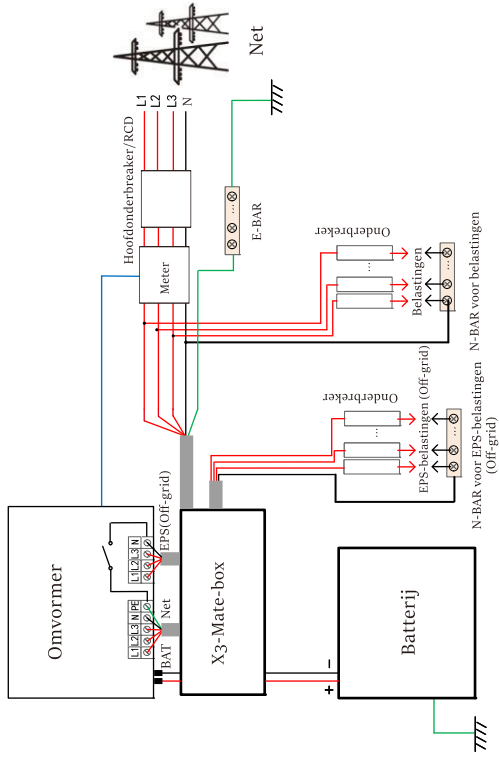 Net
L1
L2
L3
N
Hoofdonderbeaker/RCD
E-BAR
...
Meter
Onderbreker
...
Belastingen
...
N-BAR voor belastingen
Onderbreker
...
EPS-belastingen (Off-grid)
...
N-BAR voor EPS-belastingen
(Off-grid)
Omvormer
L1 L2 L3 N PE
L1 L2 L3 N
BAT
Net
EPS(Off-grid)
X3-Mate-box
Batterij
+
−